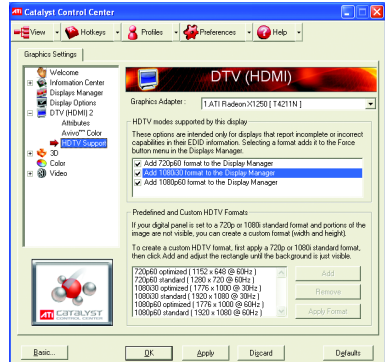 ATI Catalyst Control Center
View Hotkeys Profiles Preferences Help
Graphics Settings
Welcome
Information Center
Displays Manager
Display Options
DTV (HDMI) 2
Attributes
Avivo™ Color
HDTV Support
3D
Color
Video
ATI CATALYST
CONTROL CENTER
DTV (HDMI)
Graphics Adapter : 1.ATI Radeon X1250 [ T4211N ]
HDTV modes supported by this display
These options are intended only for displays that report incomplete or incorrect
capabilities in their EDID information. Selecting a format adds it to the Force
button menu in the Displays Manager.
Add 720p60 format to the Display Manager
Add 1080i30 format to the Display Manager
Add 1080p60 format to the Display Manager
Predefined and Custom HDTV Formats
If your digital panel is set to a 720p or 1080i standard format and portions of the
image are not visible, you can create a custom format (width and height).
To create a custom HDTV format, first apply a 720p or 1080i standard format,
then click Add and adjust the rectangle until the background is just visible.
720p60 optimized ( 1152 x 648 @ 60Hz )
720p60 standard ( 1280 x 720 @ 60Hz )
1080i30 optimized ( 1776 x 1000 @ 30Hz )
1080i30 standard ( 1920 x 1080 @ 30Hz )
1080p60 optimized ( 1776 x 1000 @ 60Hz )
1080p60 standard ( 1920 x 1080 @ 60Hz )
Add
Remove
Apply Format
Basic... OK Apply Discard Defaults